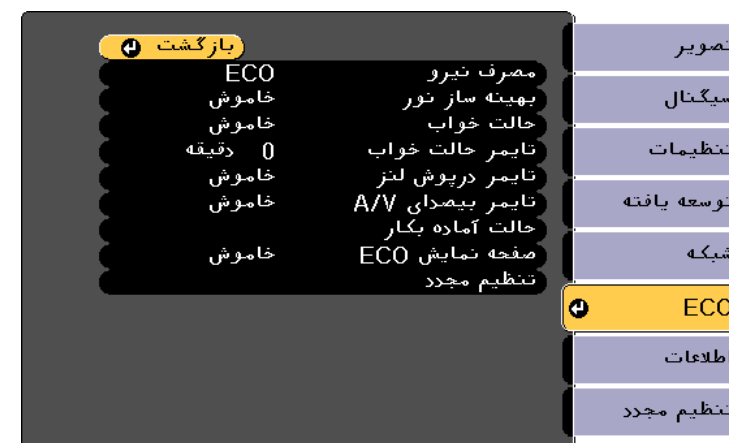 بازگشت
مصرف نیرو ECO
بهینه ساز نور خاموش
حالت خواب خاموش
تایمر حالت خواب 0 دقیقه
تایمر درپوش لنز خاموش
تایمر بیصدای A/V خاموش
حالت آماده بکار
صفحه نمایش ECO خاموش
تنظیم مجدد
تصویر
سیگنال
تنظیمات
توسعه یافته
شبکه
ECO
اطلاعات
تنظیم مجدد